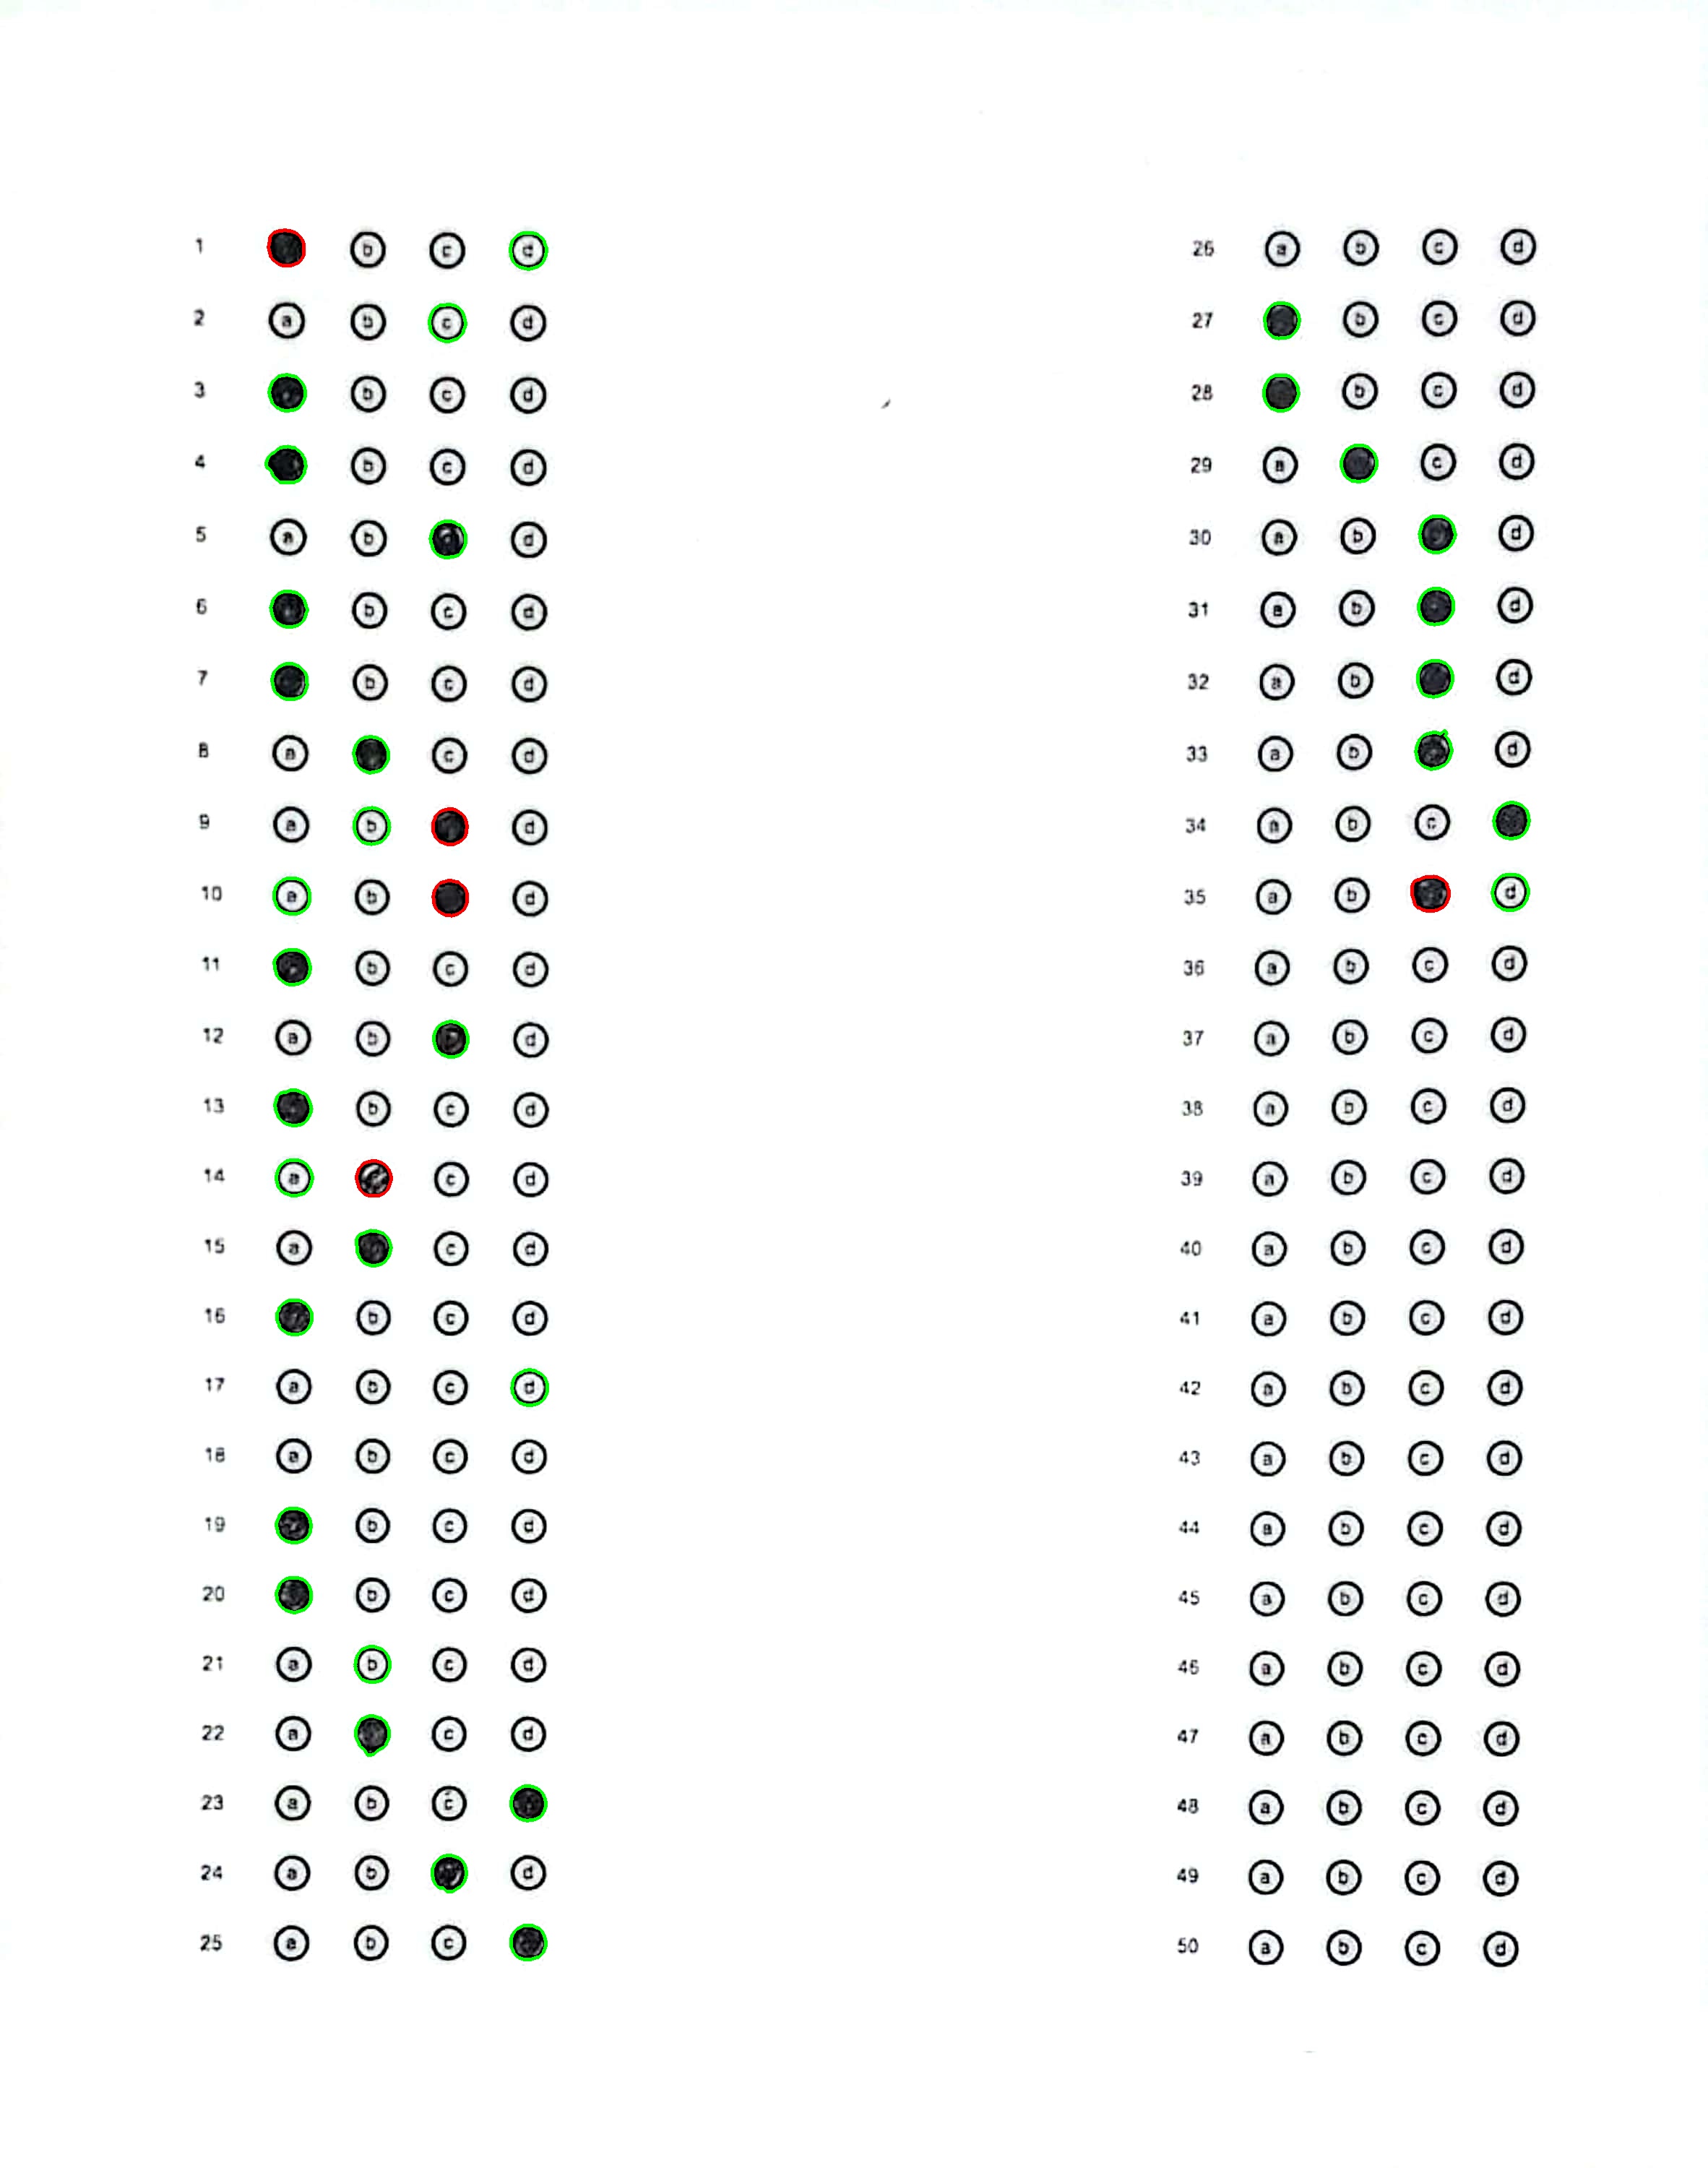 1 b c d
2 a b c d
3 b c d
4 b c d
5 a b d
6 b c d
7 b c d
8 a c d
9 a b d
10 a b d
11 b c d
12 a b d
13 b c d
14 a c d
15 a c d
16 b c d
17 a b c d
18 a b c d
19 b c d
20 b c d
21 a b c d
22 a c d
23 a b c
24 a b d
25 a b c
26 a b c d
27 b c d
28 b c d
29 a c d
30 a b d
31 a b d
32 a b d
33 a b d
34 a b c
35 a b d
36 a b c d
37 a b c d
38 a b c d
39 a b c d
40 a b c d
41 a b c d
42 a b c d
43 a b c d
44 a b c d
45 a b c d
46 a b c d
47 a b c d
48 a b c d
49 a b c d
50 a b c d